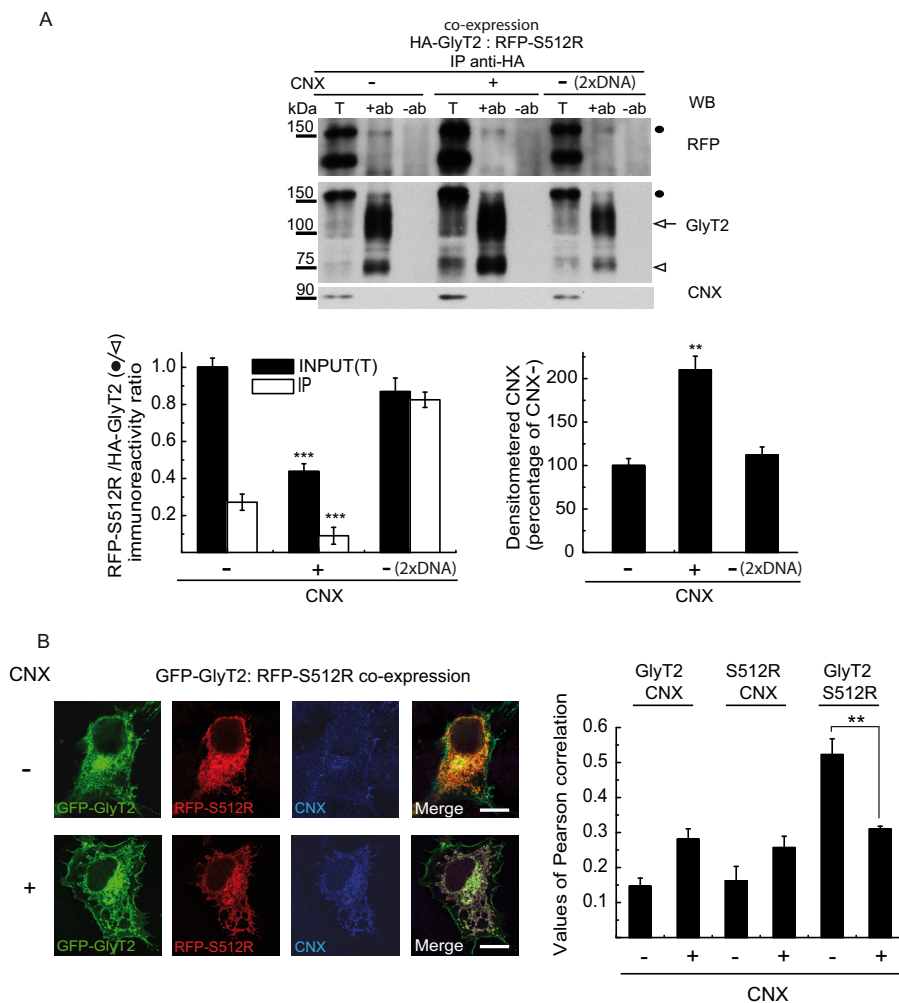 A
co-expression
HA-GlyT2 : RFP-S512R
IP anti-HA
CNX - + - (2xDNA)
kDa T +ab -ab T +ab -ab T +ab -ab WB
150 RFP
150
100 GlyT2
75
90 CNX
RFP-S512R /HA-GlyT2 (●/◁)
immunoreactivity ratio
1.0
0.8
0.6
0.4
0.2
INPUT(T)
IP
***
***
- + - (2xDNA)
CNX
Densitometered CNX
(percentage of CNX-)
200
150
100
50
0
**
- + - (2xDNA)
CNX
B
CNX GFP-GlyT2: RFP-S512R co-expression
-
GFP-GlyT2 RFP-S512R CNX Merge
+
GFP-GlyT2 RFP-S512R CNX Merge
GlyT2 S512R GlyT2
CNX CNX S512R
Values of Pearson correlation
0.6
0.5
0.4
0.3
0.2
0.1
**
- + - + - +
CNX